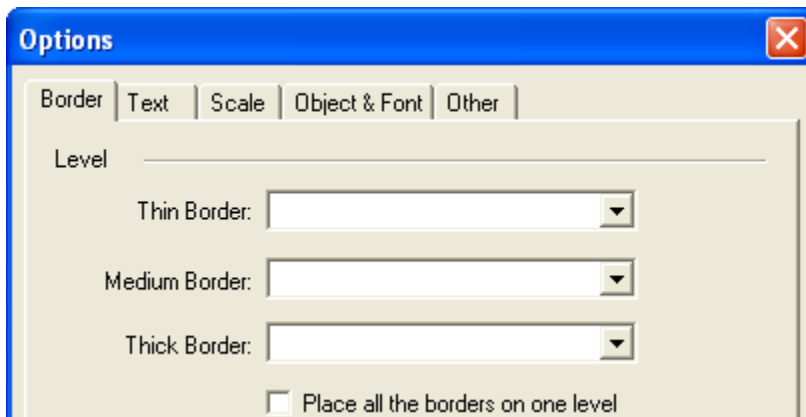 Options
Border Text Scale Object & Font Other
Level
Thin Border:
Medium Border:
Thick Border:
Place all the borders on one level